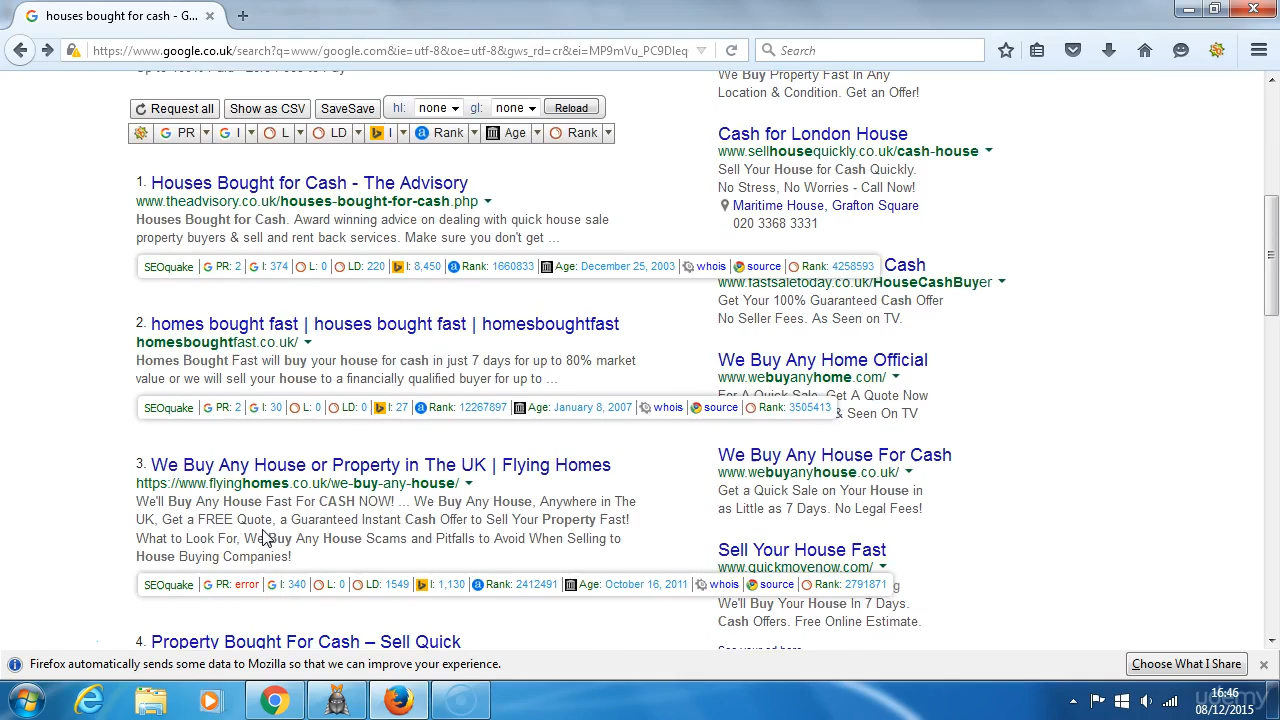 houses bought for cash - G...
https://www.google.co.uk/search?q=www/google.com&ie=utf-8&oe=utf-8&gws_rd=cr&ei=MP9mVu_PC9Dleq
Search
We Buy Property Fast In Any
Location & Condition. Get an Offer!
Request all
Show as CSV
SaveSave
hl: none
gl: none
Reload
PR
I
L
LD
I
Rank
Age
Rank
1. Houses Bought for Cash - The Advisory
www.theadvisory.co.uk/houses-bought-for-cash.php
Houses Bought for Cash. Award winning advice on dealing with quick house sale
property buyers & sell and rent back services. Make sure you don't get ...
SEOquake PR: 2 I: 374 L: 0 LD: 220 I: 8,450 Rank: 1660833 Age: December 25, 2003 whois source Rank: 4258593
2. homes bought fast | houses bought fast | homesboughtfast
homesboughtfast.co.uk/
Homes Bought Fast will buy your house for cash in just 7 days for up to 80% market
value or we will sell your house to a financially qualified buyer for up to ...
SEOquake PR: 2 I: 30 L: 0 LD: 0 I: 27 Rank: 12267897 Age: January 8, 2007 whois source Rank: 3505413
3. We Buy Any House or Property in The UK | Flying Homes
https://www.flyinghomes.co.uk/we-buy-any-house/
We'll Buy Any House Fast For CASH NOW! ... We Buy Any House, Anywhere in The
UK, Get a FREE Quote, a Guaranteed Instant Cash Offer to Sell Your Property Fast!
What to Look For, We Buy Any House Scams and Pitfalls to Avoid When Selling to
House Buying Companies!
SEOquake PR: error I: 340 L: 0 LD: 1549 I: 1,130 Rank: 2412491 Age: October 16, 2011 whois source Rank: 2791871
4. Property Bought For Cash – Sell Quick
Cash for London House
www.sellhousequickly.co.uk/cash-house
Sell Your House for Cash Quickly.
No Stress, No Worries - Call Now!
Maritime House, Grafton Square
020 3368 3331
Cash
www.fastsaletoday.co.uk/HouseCashBuyer
Get Your 100% Guaranteed Cash Offer
No Seller Fees. As Seen on TV.
We Buy Any Home Official
www.webuyanyhome.com/
For A Quick Sale, Get A Quote Now
& Seen On TV
We Buy Any House For Cash
www.webuyanyhouse.co.uk/
Get a Quick Sale on Your House in
as Little as 7 Days. No Legal Fees!
Sell Your House Fast
www.quickmovenow.com/
We'll Buy Your House In 7 Days.
Cash Offers. Free Online Estimate.
Firefox automatically sends some data to Mozilla so that we can improve your experience.
Choose What I Share
16:46
08/12/2015
udemy